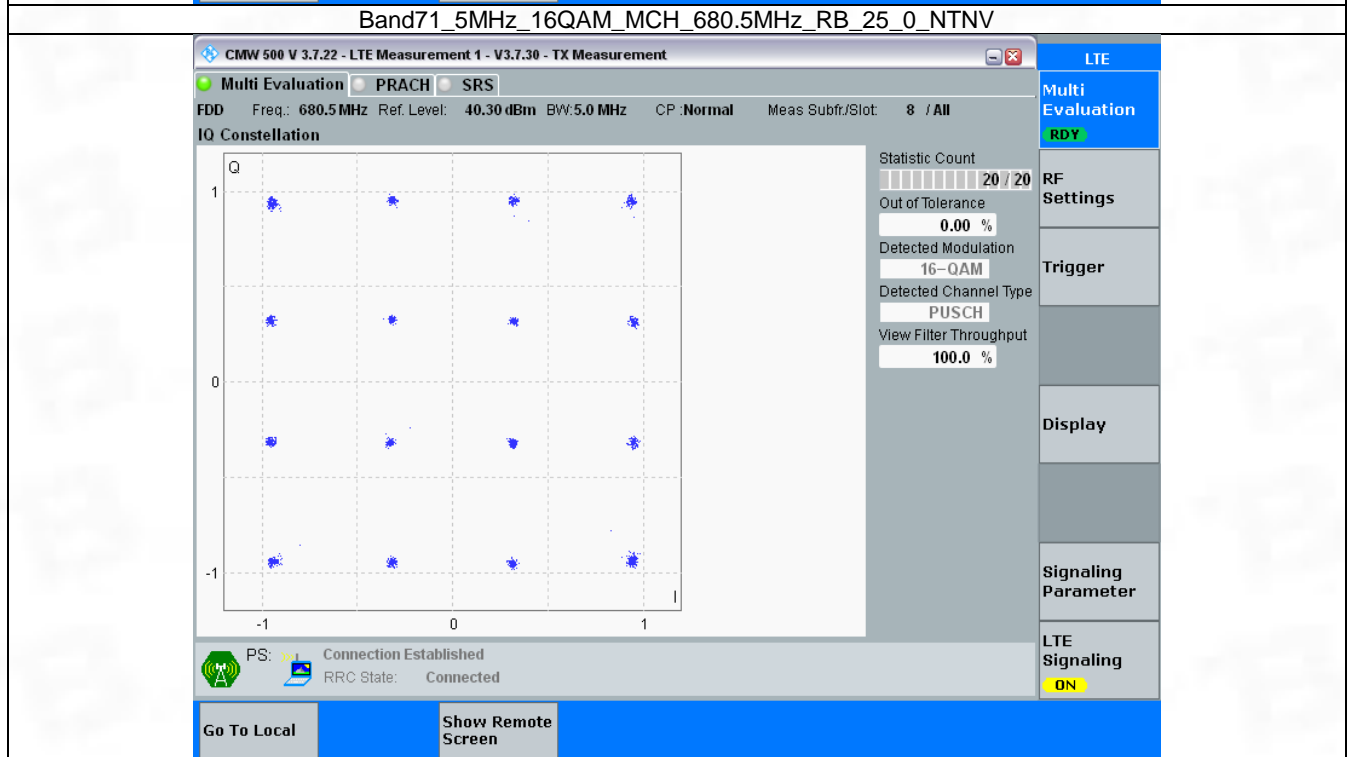 Band71_5MHz_16QAM_MCH_680.5MHz_RB_25_0_NTNV
CMW 500 V 3.7.22 - LTE Measurement 1 - V3.7.30 - TX Measurement
LTE
Multi Evaluation PRACH SRS
Multi
Evaluation
RDY
FDD Freq.: 680.5 MHz Ref. Level: 40.30 dBm BW: 5.0 MHz CP : Normal Meas Subfr./Slot: 8 / All
IQ Constellation
Q
1
0
-1
I
-1 0 1
Statistic Count
20 / 20
Out of Tolerance
0.00 %
Detected Modulation
16-QAM
Detected Channel Type
PUSCH
View Filter Throughput
100.0 %
RF
Settings
Trigger
Display
Signaling
Parameter
LTE
Signaling
ON
PS: Connection Established
RRC State: Connected
Go To Local
Show Remote
Screen